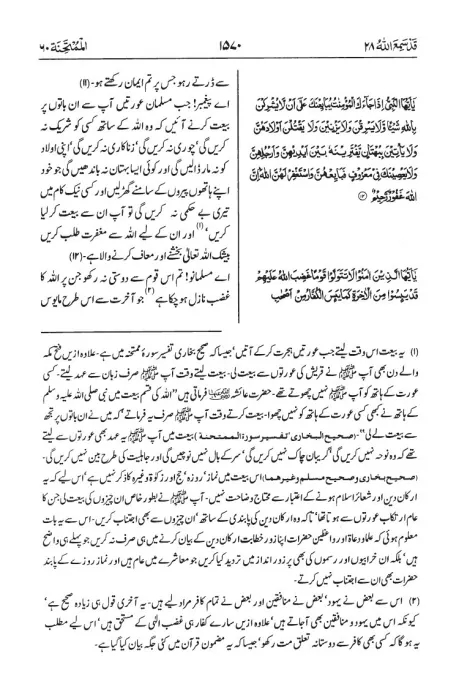 قد سمع اللہ ۲۸
۱۵۷۰
الممتحنة ۶۰
سے ڈرتے رہو جس پر تم ایمان رکھتے ہو۔ (۱۱)
اے پیغمبر! جب مسلمان عورتیں آپ سے ان باتوں پر
بیعت کرنے آئیں کہ وہ اللہ کے ساتھ کسی کو شریک نہ
کریں گی، چوری نہ کریں گی، زناکاری نہ کریں گی، اپنی اولاد
کو نہ مار ڈالیں گی اور کوئی ایسا بہتان نہ باندھیں گی جو خود
اپنے ہاتھوں پیروں کے سامنے گھڑ لیں اور کسی نیک کام میں
تیری بے حکمی نہ کریں گی تو آپ ان سے بیعت کر لیا
کریں، (۱) اور ان کے لیے اللہ سے مغفرت طلب کریں
بیشک اللہ تعالیٰ بخشنے اور معاف کرنے والا ہے۔ (۱۲)
اے مسلمانو! تم اس قوم سے دوستی نہ رکھو جن پر اللہ کا
غضب نازل ہو چکا ہے (۲) جو آخرت سے اس طرح مایوس
يٰٓاَيُّهَا النَّبِيُّ اِذَا جَآءَكَ الْمُؤْمِنٰتُ يُبَايِعْنَكَ عَلٰٓى اَنْ لَّا يُشْرِكْنَ
بِاللّٰهِ شَيْـًٔا وَّلَا يَسْرِقْنَ وَلَا يَزْنِيْنَ وَلَا يَقْتُلْنَ اَوْلَادَهُنَّ
وَلَا يَاْتِيْنَ بِبُهْتَانٍ يَّفْتَرِيْنَهٗ بَيْنَ اَيْدِيْهِنَّ وَاَرْجُلِهِنَّ
وَلَا يَعْصِيْنَكَ فِيْ مَعْرُوْفٍ فَبَايِعْهُنَّ وَاسْتَغْفِرْ لَهُنَّ اللّٰهَ ۭ اِنَّ
اللّٰهَ غَفُوْرٌ رَّحِيْمٌ ۱۲
يٰٓاَيُّهَا الَّذِيْنَ اٰمَنُوْا لَا تَتَوَلَّوْا قَوْمًا غَضِبَ اللّٰهُ عَلَيْهِمْ
قَدْ يَىِٕسُوْا مِنَ الْاٰخِرَةِ كَمَا يَىِٕسَ الْكُفَّارُ مِنْ اَصْحٰبِ
(۱) یہ بیعت اس وقت لیتے جب عورتیں ہجرت کر کے آتیں، جیسا کہ صحیح بخاری تفسیر سورۂ ممتحنہ میں ہے۔ علاوہ ازیں فتح مکہ
والے دن بھی آپ ﷺ نے قریش کی عورتوں سے بیعت لی۔ بیعت لیتے وقت آپ ﷺ صرف زبان سے عہد لیتے۔ کسی
عورت کے ہاتھ کو آپ ﷺ نہیں چھوتے تھے۔ حضرت عائشہ رضی اللہ عنہا فرماتی ہیں "اللہ کی قسم بیعت میں نبی صلی اللہ علیہ وسلم
کے ہاتھ نے کبھی کسی عورت کے ہاتھ کو نہیں چھوا۔ بیعت کرتے وقت آپ ﷺ صرف یہ فرماتے، کہ میں نے ان باتوں پر تجھ
سے بیعت لے لی"۔ (صحیح البخاری تفسیر سورة الممتحنة) بیعت میں آپ ﷺ یہ عہد بھی عورتوں سے لیتے
تھے کہ وہ نوحہ نہیں کریں گی، گریبان چاک نہیں کریں گی، سر کے بال نہیں نوچیں گی اور جاہلیت کی طرح بین نہیں کریں گی۔
(صحیح بخاری و صحیح مسلم و غیرھما) اس بیعت میں نماز، روزہ، حج اور زکوٰۃ وغیرہ کا ذکر نہیں ہے، اس لیے کہ یہ
ارکان دین اور شعائر اسلام ہونے کے اعتبار سے محتاج وضاحت نہیں۔ آپ ﷺ نے بطور خاص ان چیزوں کی بیعت لی جن کا
عام ارتکاب عورتوں سے ہوتا تھا، تاکہ وہ ارکان دین کی پابندی کے ساتھ، ان چیزوں سے بھی اجتناب کریں۔ اس سے یہ بات
معلوم ہوئی کہ علما و دعاۃ اور واعظین حضرات اپنا زور خطابت ارکان دین کے بیان کرنے میں ہی صرف نہ کریں جو پہلے ہی واضح
ہیں، بلکہ ان خرابیوں اور رسموں کی بھی پر زور انداز میں تردید کیا کریں جو معاشرے میں عام ہیں اور نماز روزے کے پابند
حضرات بھی ان سے اجتناب نہیں کرتے۔
(۲) اس سے بعض نے یہود، بعض نے منافقین اور بعض نے تمام کافر مراد لیے ہیں۔ یہ آخری قول ہی زیادہ صحیح ہے،
کیونکہ اس میں یہود و منافقین بھی آجاتے ہیں، علاوہ ازیں سارے کفار ہی غضب الٰہی کے مستحق ہیں، اس لیے مطلب
یہ ہوگا کہ کسی بھی کافر سے دوستانہ تعلق مت رکھو، جیسا کہ یہ مضمون قرآن میں کئی جگہ بیان کیا گیا ہے۔